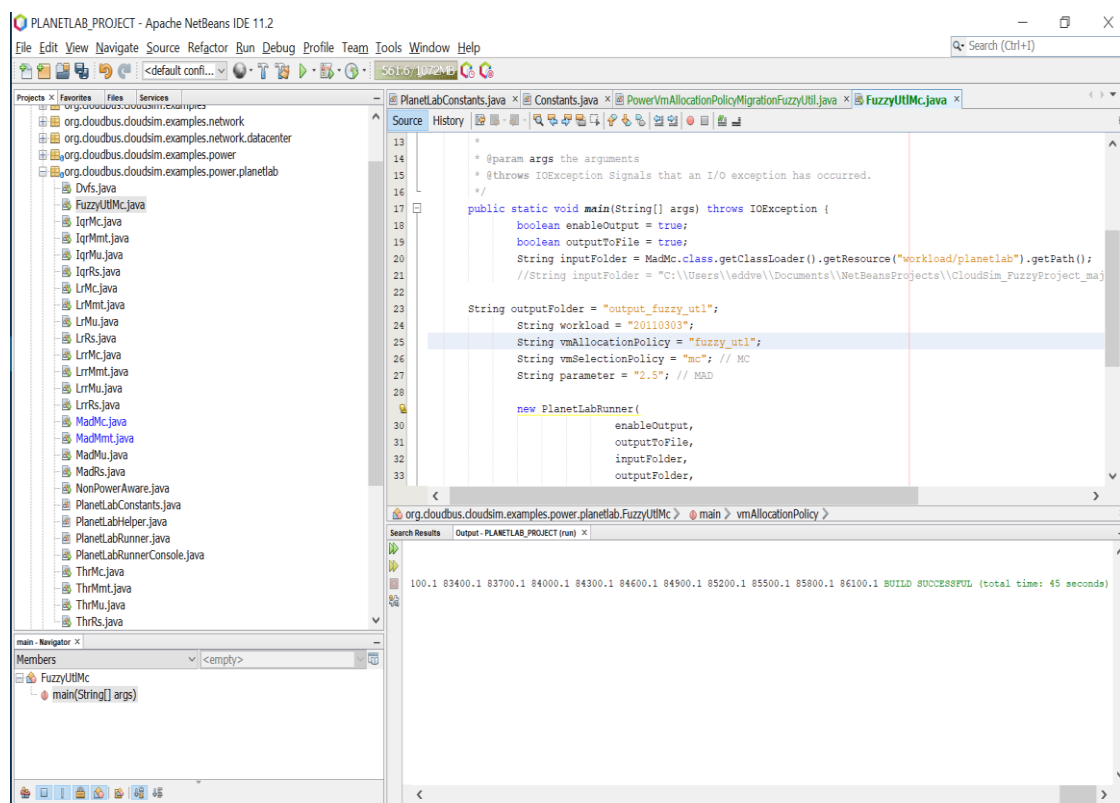 PLANETLAB_PROJECT - Apache NetBeans IDE 11.2
File Edit View Navigate Source Refactor Run Debug Profile Team Tools Window Help
Search (Ctrl+I)
<default confi...
561.6/1072MB
Projects Favorites Files Services
org.cloudbus.cloudsim.examples
org.cloudbus.cloudsim.examples.network
org.cloudbus.cloudsim.examples.network.datacenter
org.cloudbus.cloudsim.examples.power
org.cloudbus.cloudsim.examples.power.planetlab
Dvfs.java
FuzzyUtlMc.java
IqrMc.java
IqrMmt.java
IqrMu.java
IqrRs.java
LrMc.java
LrMmt.java
LrMu.java
LrRs.java
LrrMc.java
LrrMmt.java
LrrMu.java
LrrRs.java
MadMc.java
MadMmt.java
MadMu.java
MadRs.java
NonPowerAware.java
PlanetLabConstants.java
PlanetLabHelper.java
PlanetLabRunner.java
PlanetLabRunnerConsole.java
ThrMc.java
ThrMmt.java
ThrMu.java
ThrRs.java
main - Navigator
Members
<empty>
FuzzyUtlMc
main(String[] args)
PlanetLabConstants.java Constants.java PowerVmAllocationPolicyMigrationFuzzyUtil.java FuzzyUtlMc.java
Source History
13 *
14 * @param args the arguments
15 * @throws IOException Signals that an I/O exception has occurred.
16 */
17 public static void main(String[] args) throws IOException {
18 boolean enableOutput = true;
19 boolean outputToFile = true;
20 String inputFolder = MadMc.class.getClassLoader().getResource("workload/planetlab").getPath();
21 //String inputFolder = "C:\\Users\\eddve\\Documents\\NetBeansProjects\\CloudSim_FuzzyProject_maj
22
23 String outputFolder = "output_fuzzy_utl";
24 String workload = "20110303";
25 String vmAllocationPolicy = "fuzzy_utl";
26 String vmSelectionPolicy = "mc"; // MC
27 String parameter = "2.5"; // MAD
28
new PlanetLabRunner(
30 enableOutput,
31 outputToFile,
32 inputFolder,
33 outputFolder,
org.cloudbus.cloudsim.examples.power.planetlab.FuzzyUtlMc main vmAllocationPolicy
Search Results Output - PLANETLAB_PROJECT (run)
100.1 83400.1 83700.1 84000.1 84300.1 84600.1 84900.1 85200.1 85500.1 85800.1 86100.1 BUILD SUCCESSFUL (total time: 45 seconds)